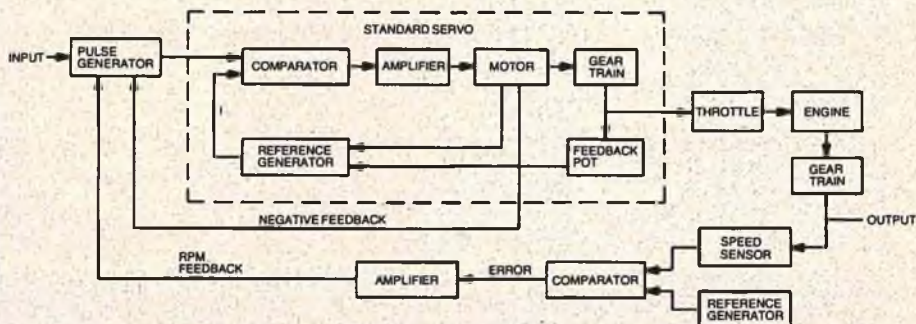 STANDARD SERVO
INPUT
PULSE
GENERATOR
COMPARATOR
AMPLIFIER
MOTOR
GEAR
TRAIN
THROTTLE
ENGINE
REFERENCE
GENERATOR
FEEDBACK
POT
GEAR
TRAIN
NEGATIVE FEEDBACK
OUTPUT
SPEED
SENSOR
RPM
FEEDBACK
AMPLIFIER
ERROR
COMPARATOR
REFERENCE
GENERATOR